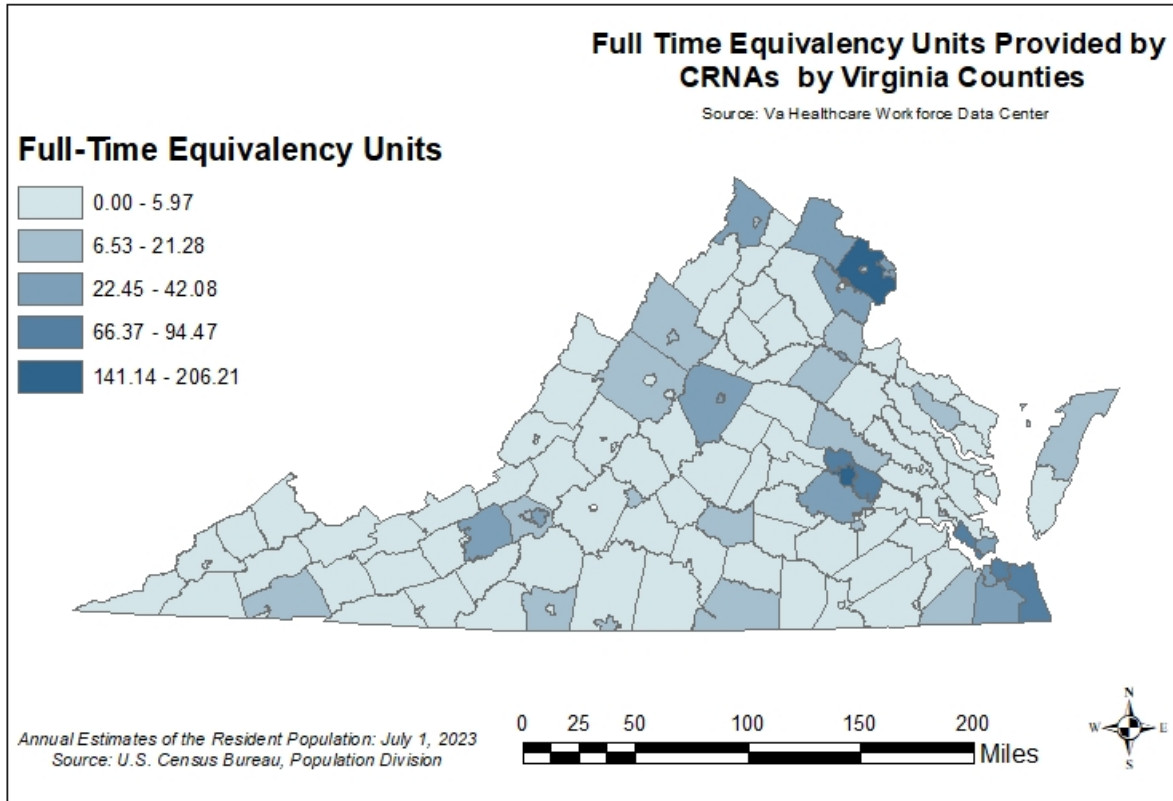 Full Time Equivalency Units Provided by
CRNAs by Virginia Counties
Source: Va Healthcare Workforce Data Center
Full-Time Equivalency Units
0.00 - 5.97
6.53 - 21.28
22.45 - 42.08
66.37 - 94.47
141.14 - 206.21
Annual Estimates of the Resident Population: July 1, 2023
Source: U.S. Census Bureau, Population Division
0 25 50 100 150 200
Miles
N
W E
S